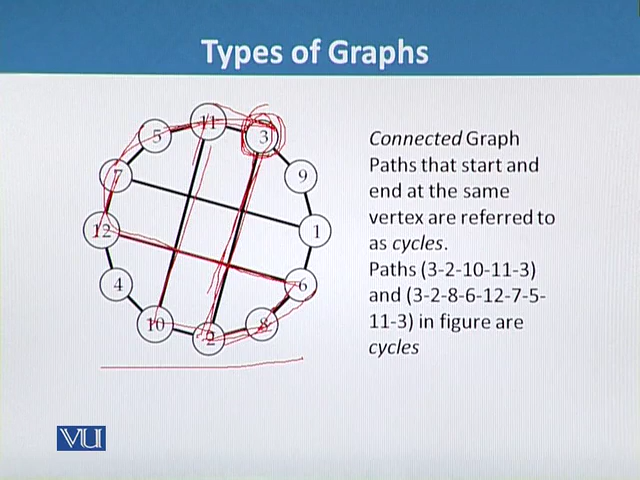 Types of Graphs
11
5
3
7
9
12
1
4
6
10
8
2
Connected Graph
Paths that start and
end at the same
vertex are referred to
as cycles.
Paths (3-2-10-11-3)
and (3-2-8-6-12-7-5-
11-3) in figure are
cycles
VU